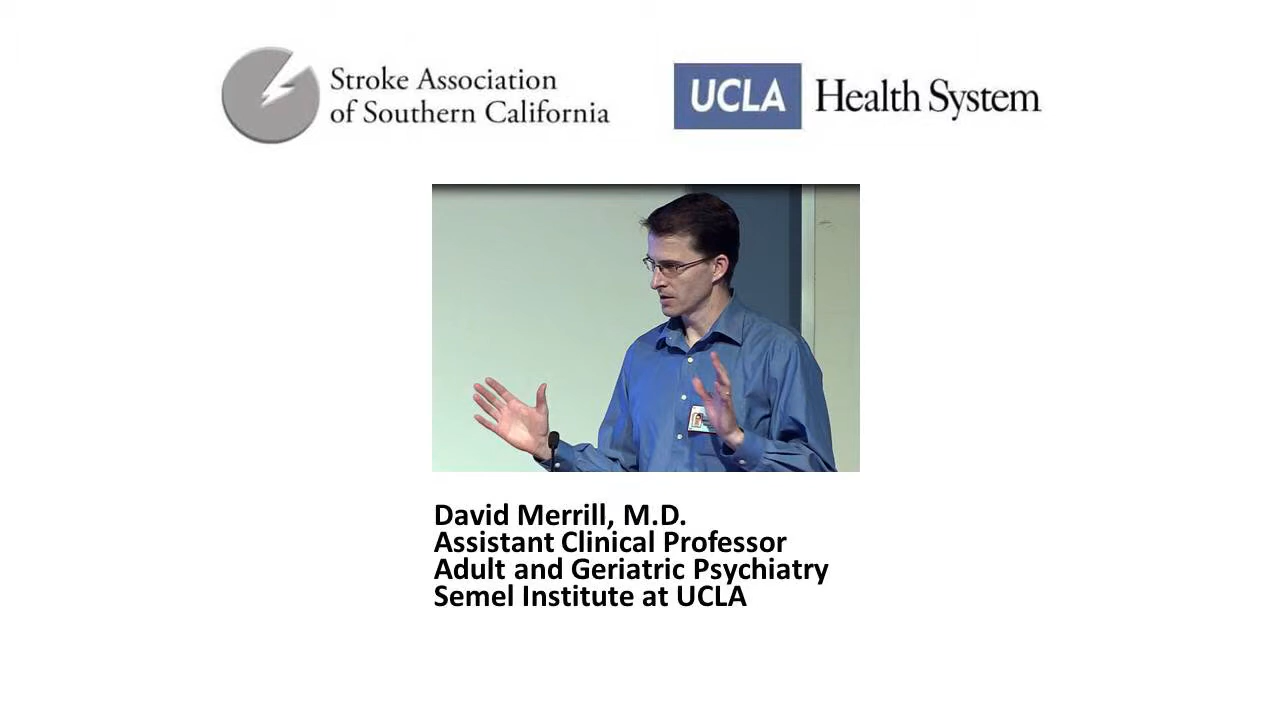 Stroke Association
of Southern California
UCLA Health System
David Merrill, M.D.
Assistant Clinical Professor
Adult and Geriatric Psychiatry
Semel Institute at UCLA